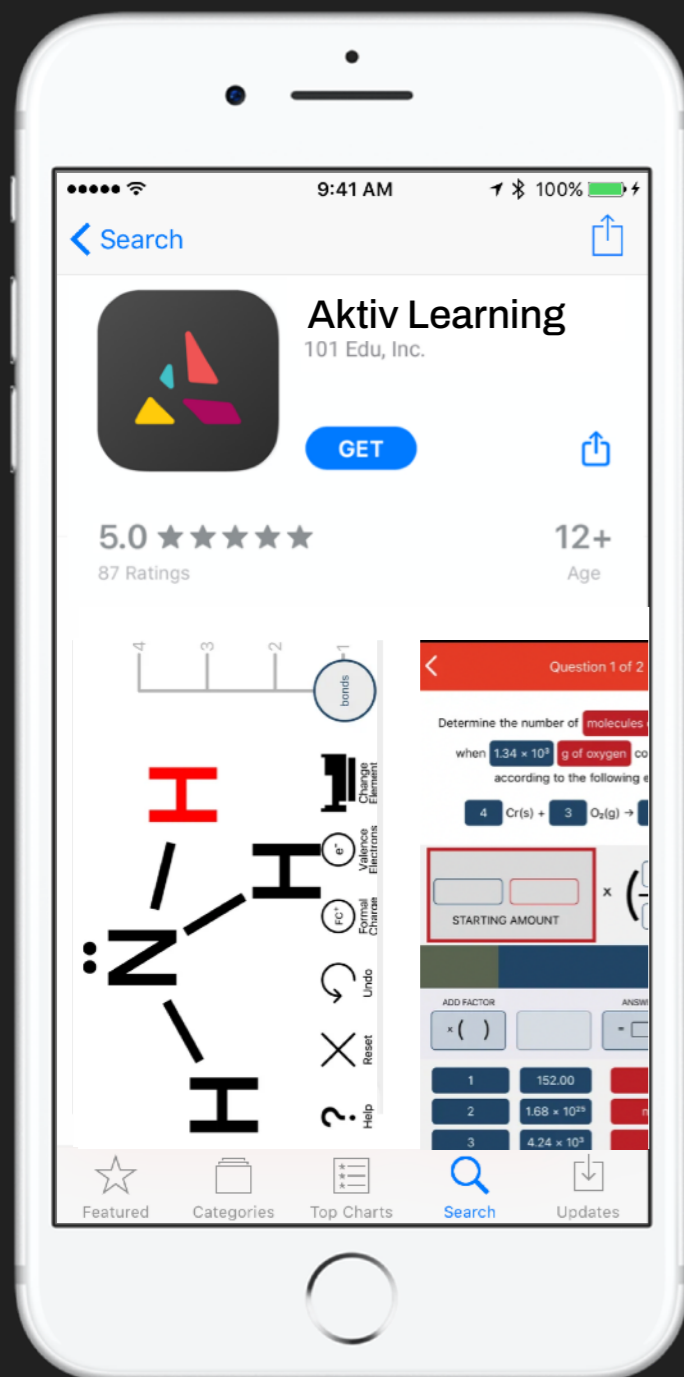 9:41 AM
100%
Search
Aktiv Learning
101 Edu, Inc.
GET
5.0
12+
87 Ratings
Age
4
3
2
1
bonds
H
H
N
H
Change
Element
e⁻
Valence
Electrons
FC⁺
Formal
Charge
Undo
Reset
?
Help
Question 1 of 2
Determine the number of molecules
when 1.34 × 10³ g of oxygen co
according to the following e
4 Cr(s) + 3 O₂(g) →
× (
STARTING AMOUNT
ADD FACTOR
ANSW
× ( )
=
1
152.00
2
1.68 × 10²⁵
3
4.24 × 10³
Featured
Categories
Top Charts
Search
Updates